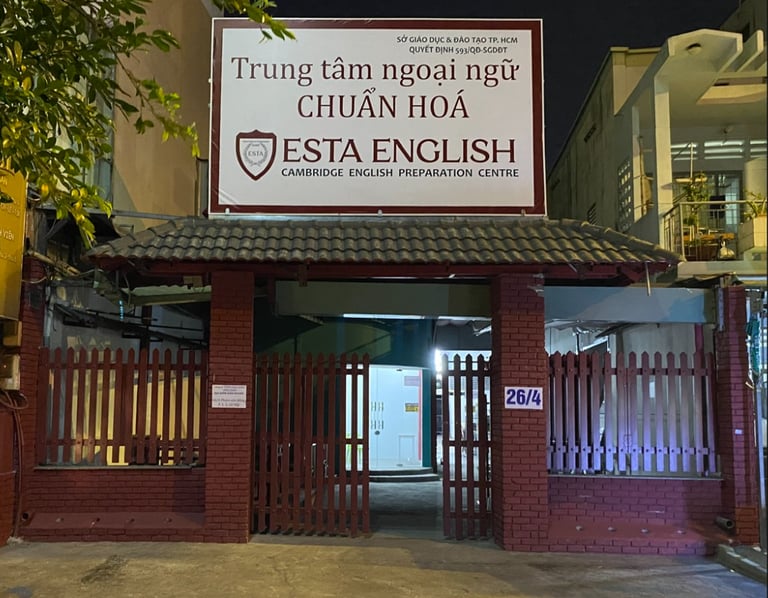 SỞ GIÁO DỤC & ĐÀO TẠO TP. HCM
QUYẾT ĐỊNH 593/QĐ-SGDĐT
Trung tâm ngoại ngữ
CHUẨN HOÁ
ESTA
ESTA ENGLISH
CAMBRIDGE ENGLISH PREPARATION CENTRE
26/4